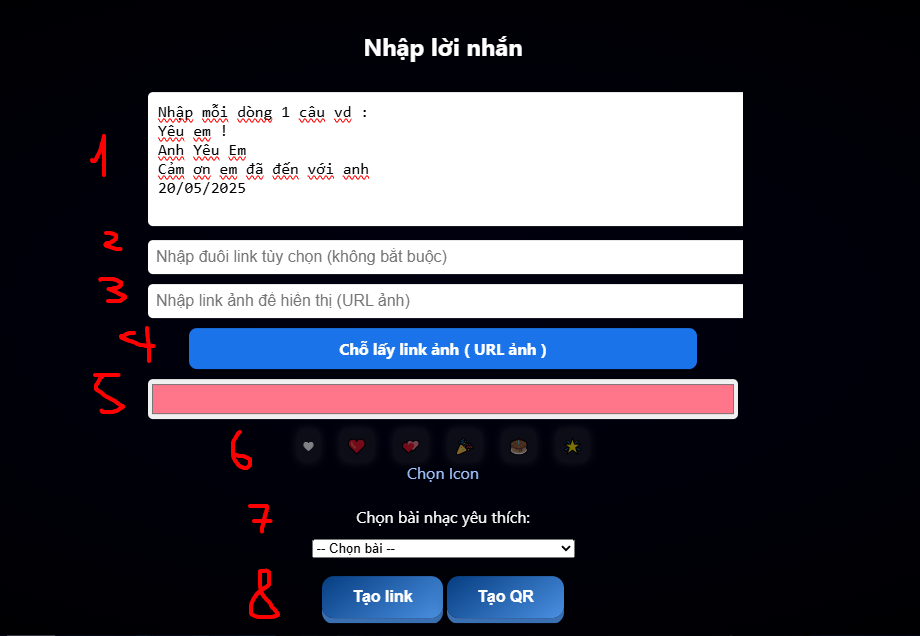 Nhập lời nhắn
1
Nhập mỗi dòng 1 câu vd :
Yêu em !
Anh Yêu Em
Cảm ơn em đã đến với anh
20/05/2025
2
Nhập đuôi link tùy chọn (không bắt buộc)
3
Nhập link ảnh để hiển thị (URL ảnh)
4
Chỗ lấy link ảnh ( URL ảnh )
5
6
Chọn Icon
7
Chọn bài nhạc yêu thích:
-- Chọn bài --
8
Tạo link Tạo QR